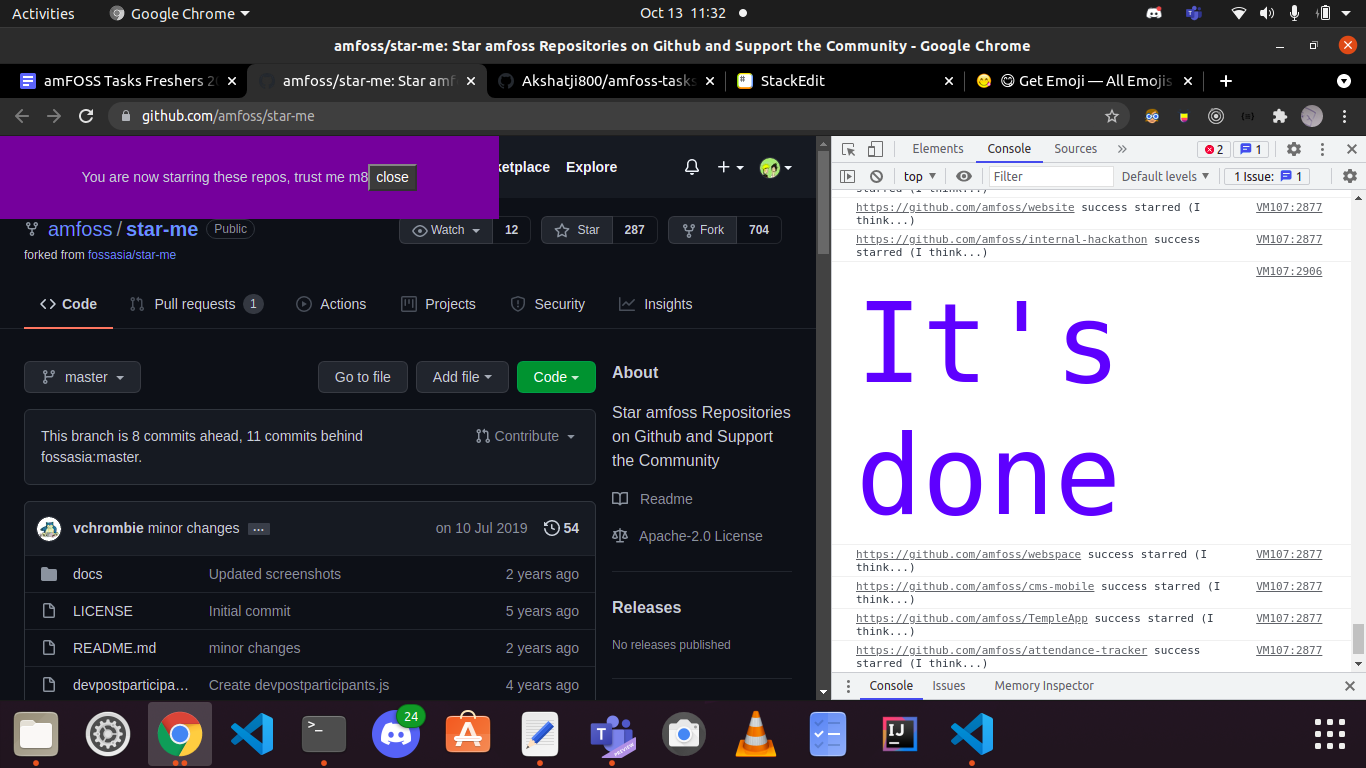 Activities
Google Chrome
Oct 13 11:32
amfoss/star-me: Star amfoss Repositories on Github and Support the Community - Google Chrome
amFOSS Tasks Freshers 20
amfoss/star-me: Star amf
Akshatji800/amfoss-tasks
StackEdit
😋 Get Emoji — All Emojis
github.com/amfoss/star-me
You are now starring these repos, trust me m8
close
ketplace
Explore
amfoss / star-me
Public
forked from fossasia/star-me
Watch
12
Star
287
Fork
704
Code
Pull requests 1
Actions
Projects
Security
Insights
master
Go to file
Add file
Code
This branch is 8 commits ahead, 11 commits behind
fossasia:master.
Contribute
vchrombie minor changes ...
on 10 Jul 2019
54
docs
Updated screenshots
2 years ago
LICENSE
Initial commit
5 years ago
README.md
minor changes
2 years ago
devpostparticipa…
Create devpostparticipants.js
4 years ago
About
Star amfoss Repositories
on Github and Support
the Community
Readme
Apache-2.0 License
Releases
No releases published
Elements
Console
Sources
»
2
1
top
Filter
Default levels
1 Issue: 1
starred (I think...)
https://github.com/amfoss/website success starred (I
think...)
VM107:2877
https://github.com/amfoss/internal-hackathon success
starred (I think...)
VM107:2877
VM107:2906
It's
done
https://github.com/amfoss/webspace success starred (I
think...)
VM107:2877
https://github.com/amfoss/cms-mobile success starred (I
think...)
VM107:2877
https://github.com/amfoss/TempleApp success starred (I
think...)
VM107:2877
https://github.com/amfoss/attendance-tracker success
starred (I think...)
VM107:2877
Console
Issues
Memory Inspector
>_
24
A
T
PREVIEW
IJ